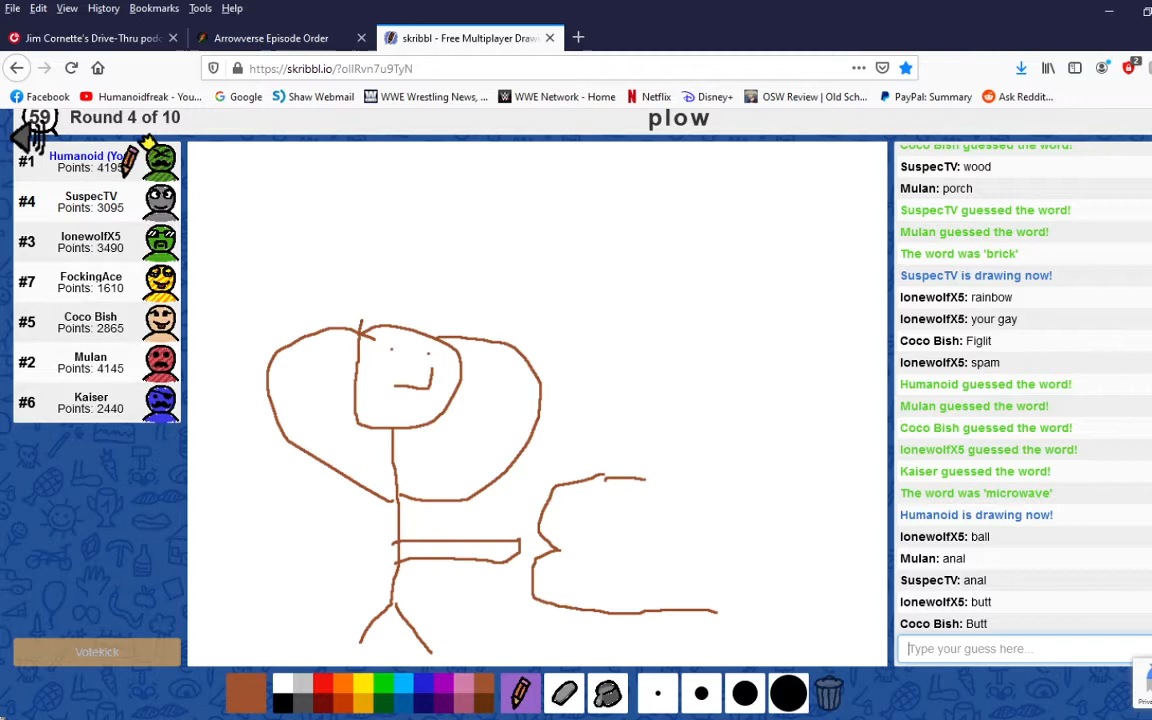 File Edit View History Bookmarks Tools Help
Jim Cornette's Drive-Thru pod
Arrowverse Episode Order
skribbl - Free Multiplayer Draw
https://skribbl.io/?olIRvn7u9TyN
2
Facebook
Humanoidfreak - You...
Google
Shaw Webmail
WWE Wrestling News, ...
WWE Network - Home
Netflix
Disney+
OSW Review | Old Sch...
PayPal: Summary
Ask Reddit...
59
Round 4 of 10
plow
#1
Humanoid (Yo
Points: 4195
#4
SuspecTV
Points: 3095
#3
lonewolfX5
Points: 3490
#7
FockingAce
Points: 1610
#5
Coco Bish
Points: 2865
#2
Mulan
Points: 4145
#6
Kaiser
Points: 2440
Votekick
Coco Bish guessed the word!
SuspecTV: wood
Mulan: porch
SuspecTV guessed the word!
Mulan guessed the word!
The word was 'brick'
SuspecTV is drawing now!
lonewolfX5: rainbow
lonewolfX5: your gay
Coco Bish: Figlit
lonewolfX5: spam
Humanoid guessed the word!
Mulan guessed the word!
Coco Bish guessed the word!
lonewolfX5 guessed the word!
Kaiser guessed the word!
The word was 'microwave'
Humanoid is drawing now!
lonewolfX5: ball
Mulan: anal
SuspecTV: anal
lonewolfX5: butt
Coco Bish: Butt
Type your guess here...